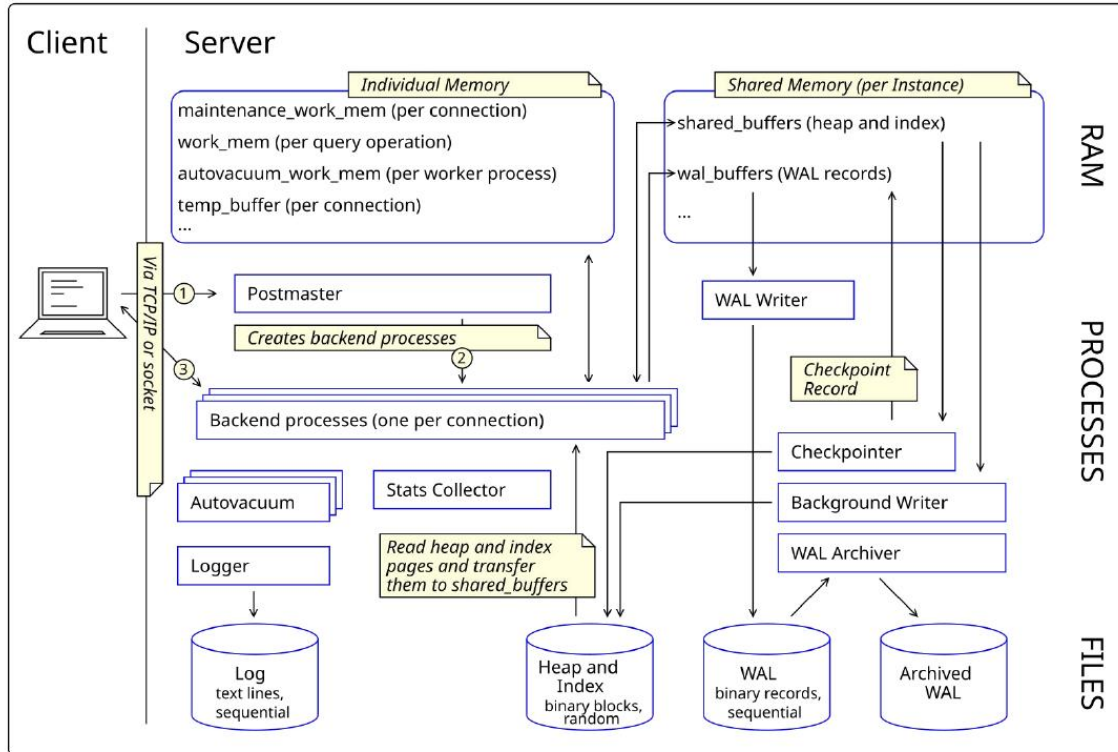 Client
Server
Individual Memory
maintenance_work_mem (per connection)
work_mem (per query operation)
autovacuum_work_mem (per worker process)
temp_buffer (per connection)
...
Shared Memory (per Instance)
shared_buffers (heap and index)
wal_buffers (WAL records)
...
RAM
Via TCP/IP or socket
1
Postmaster
Creates backend processes
2
3
Backend processes (one per connection)
WAL Writer
Checkpoint
Record
PROCESSES
Checkpointer
Background Writer
WAL Archiver
Autovacuum
Stats Collector
Logger
Read heap and index
pages and transfer
them to shared_buffers
Log
text lines,
sequential
Heap and
Index
binary blocks,
random
WAL
binary records,
sequential
Archived
WAL
FILES